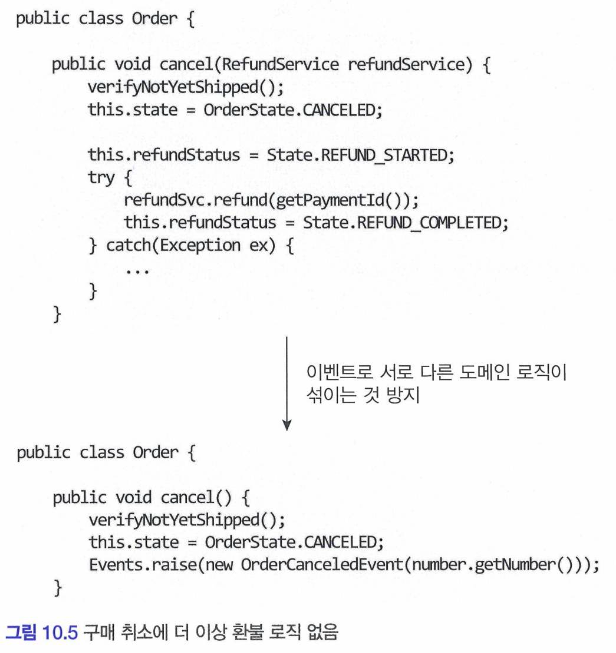 public class Order {
public void cancel(RefundService refundService) {
verifyNotYetShipped();
this.state = OrderState.CANCELED;
this.refundStatus = State.REFUND_STARTED;
try {
refundSvc.refund(getPaymentId());
this.refundStatus = State.REFUND_COMPLETED;
} catch(Exception ex) {
...
}
}
이벤트로 서로 다른 도메인 로직이
섞이는 것 방지
public class Order {
public void cancel() {
verifyNotYetShipped();
this.state = OrderState.CANCELED;
Events.raise(new OrderCanceledEvent(number.getNumber()));
}
그림 10.5 구매 취소에 더 이상 환불 로직 없음